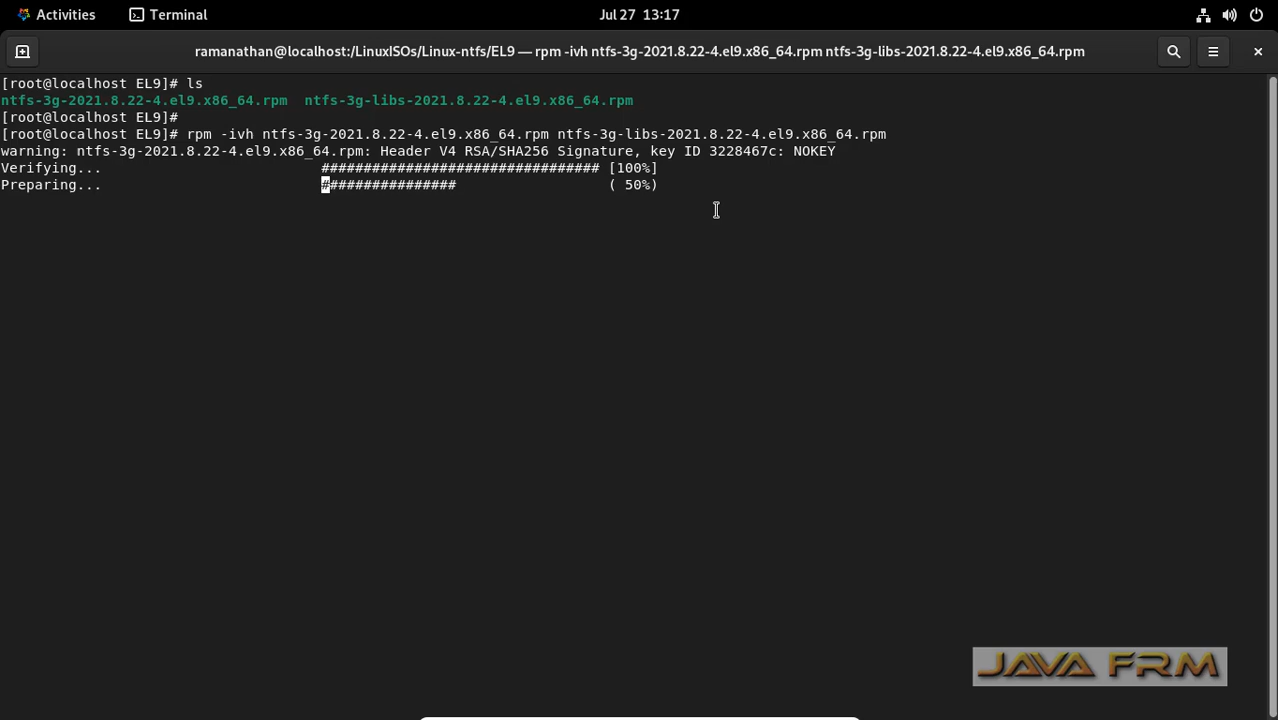 Activities Terminal Jul 27 13:17
ramanathan@localhost:/LinuxISOs/Linux-ntfs/EL9 — rpm -ivh ntfs-3g-2021.8.22-4.el9.x86_64.rpm ntfs-3g-libs-2021.8.22-4.el9.x86_64.rpm
[root@localhost EL9]# ls
ntfs-3g-2021.8.22-4.el9.x86_64.rpm  ntfs-3g-libs-2021.8.22-4.el9.x86_64.rpm
[root@localhost EL9]#
[root@localhost EL9]# rpm -ivh ntfs-3g-2021.8.22-4.el9.x86_64.rpm ntfs-3g-libs-2021.8.22-4.el9.x86_64.rpm
warning: ntfs-3g-2021.8.22-4.el9.x86_64.rpm: Header V4 RSA/SHA256 Signature, key ID 3228467c: NOKEY
Verifying... ################################# [100%]
Preparing... ################ ( 50%)
JAVA FRM